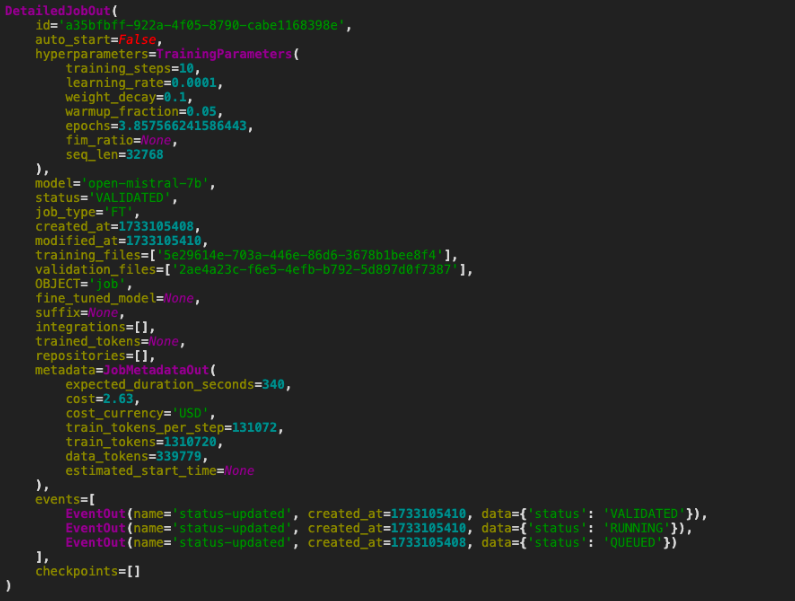 DetailedJobOut(
    id='a35bfbff-922a-4f05-8790-cabe1168398e',
    auto_start=False,
    hyperparameters=TrainingParameters(
        training_steps=10,
        learning_rate=0.0001,
        weight_decay=0.1,
        warmup_fraction=0.05,
        epochs=3.857566241586443,
        fim_ratio=None,
        seq_len=32768
    ),
    model='open-mistral-7b',
    status='VALIDATED',
    job_type='FT',
    created_at=1733105408,
    modified_at=1733105410,
    training_files=['5e29614e-703a-446e-86d6-3678b1bee8f4'],
    validation_files=['2ae4a23c-f6e5-4efb-b792-5d897d0f7387'],
    OBJECT='job',
    fine_tuned_model=None,
    suffix=None,
    integrations=[],
    trained_tokens=None,
    repositories=[],
    metadata=JobMetadataOut(
        expected_duration_seconds=340,
        cost=2.63,
        cost_currency='USD',
        train_tokens_per_step=131072,
        train_tokens=1310720,
        data_tokens=339779,
        estimated_start_time=None
    ),
    events=[
        EventOut(name='status-updated', created_at=1733105410, data={'status': 'VALIDATED'}),
        EventOut(name='status-updated', created_at=1733105410, data={'status': 'RUNNING'}),
        EventOut(name='status-updated', created_at=1733105408, data={'status': 'QUEUED'})
    ],
    checkpoints=[]
)